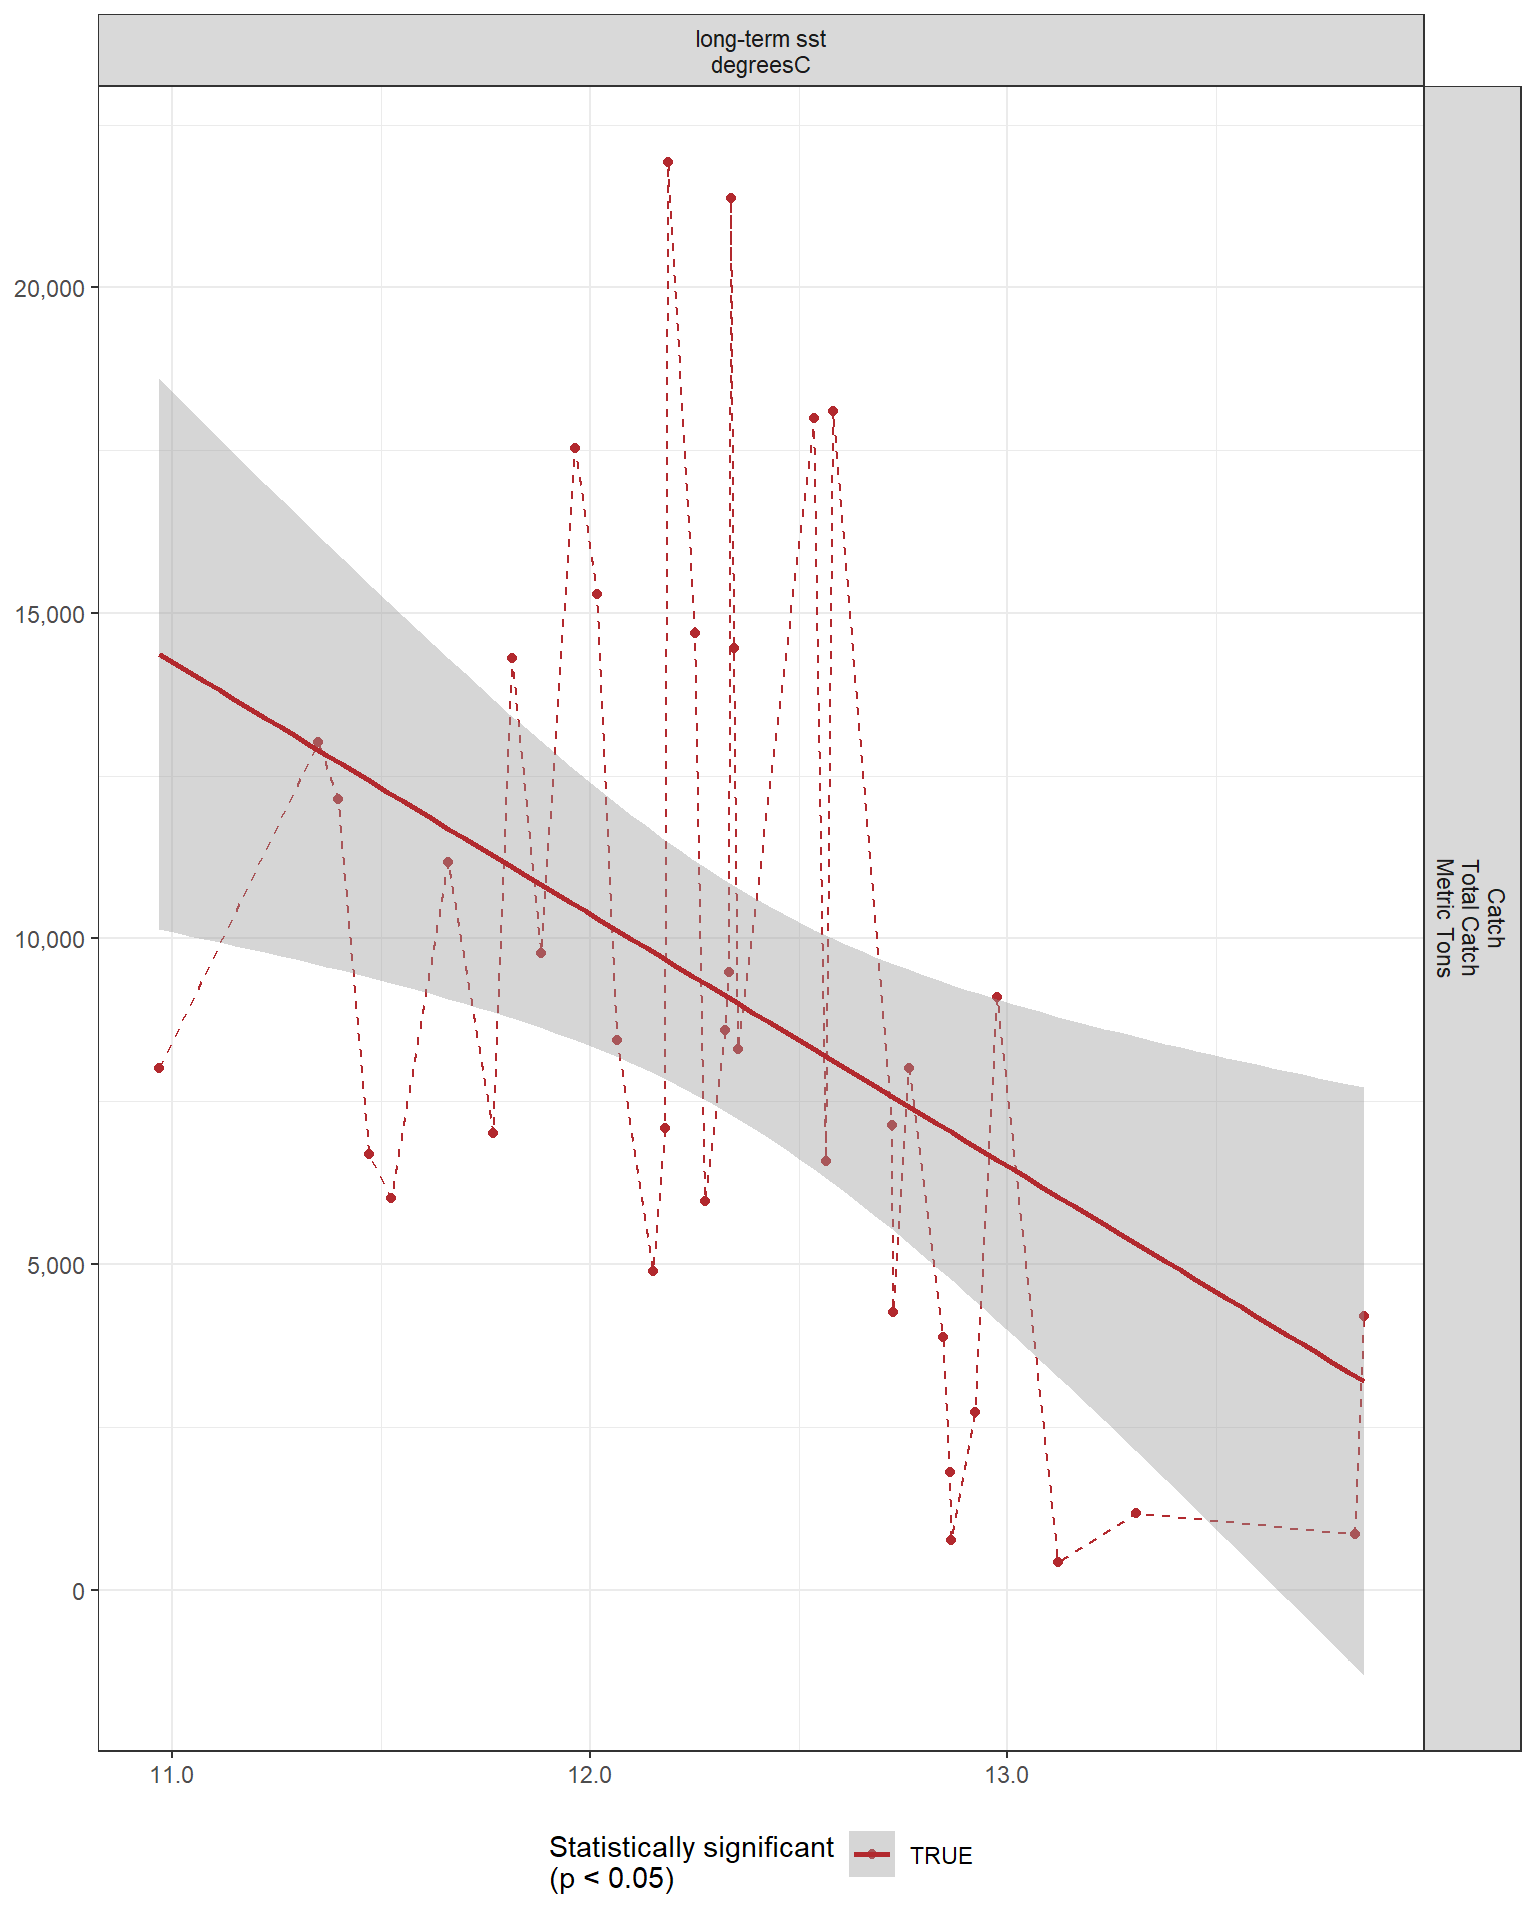 long-term sst
degreesC
20,000
15,000
10,000
5,000
0
Catch
Total Catch
Metric Tons
11.0
12.0
13.0
Statistically significant
(p < 0.05)
TRUE